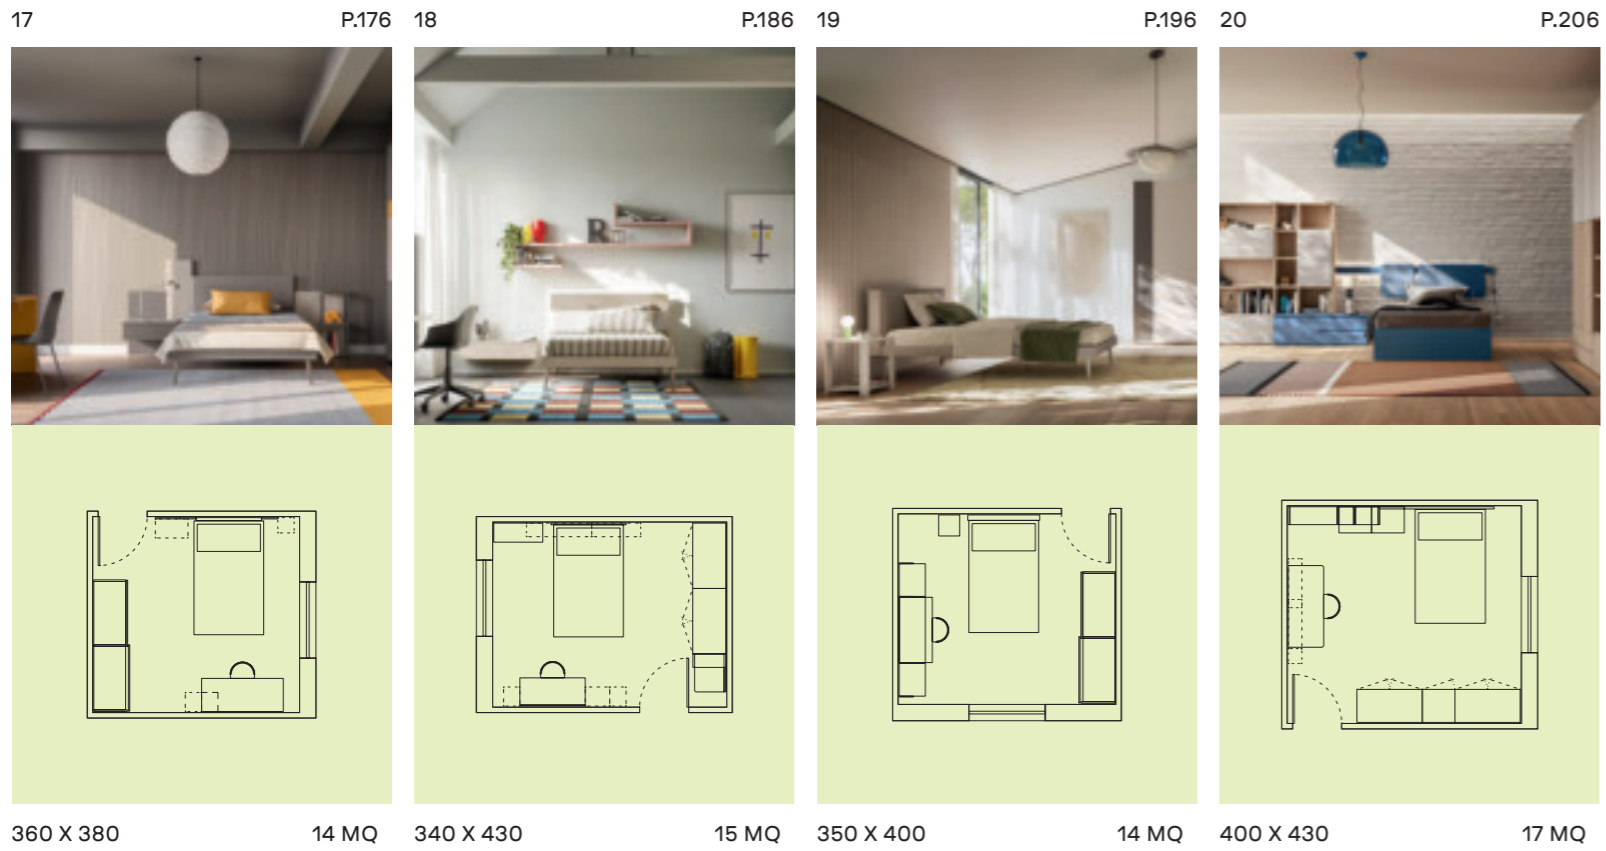 17 P.176
18 P.186
19 P.196
20 P.206
R
360 X 380 14 MQ
340 X 430 15 MQ
350 X 400 14 MQ
400 X 430 17 MQ